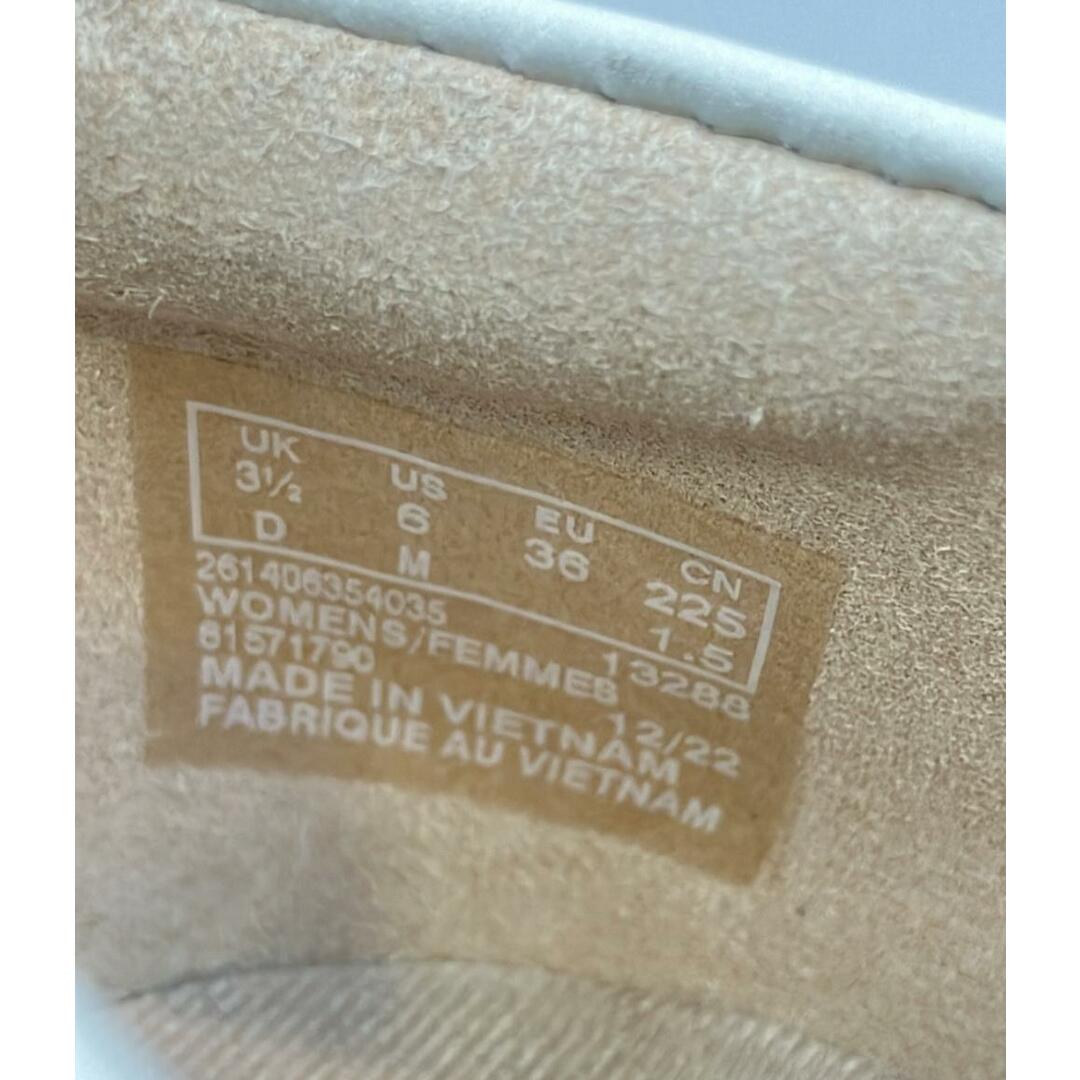 UK US EU CN
3½ 6 36 225
D M 1.5
261406354035 13288
WOMENS/FEMMES
61571790 12/22
MADE IN VIETNAM
FABRIQUE AU VIETNAM